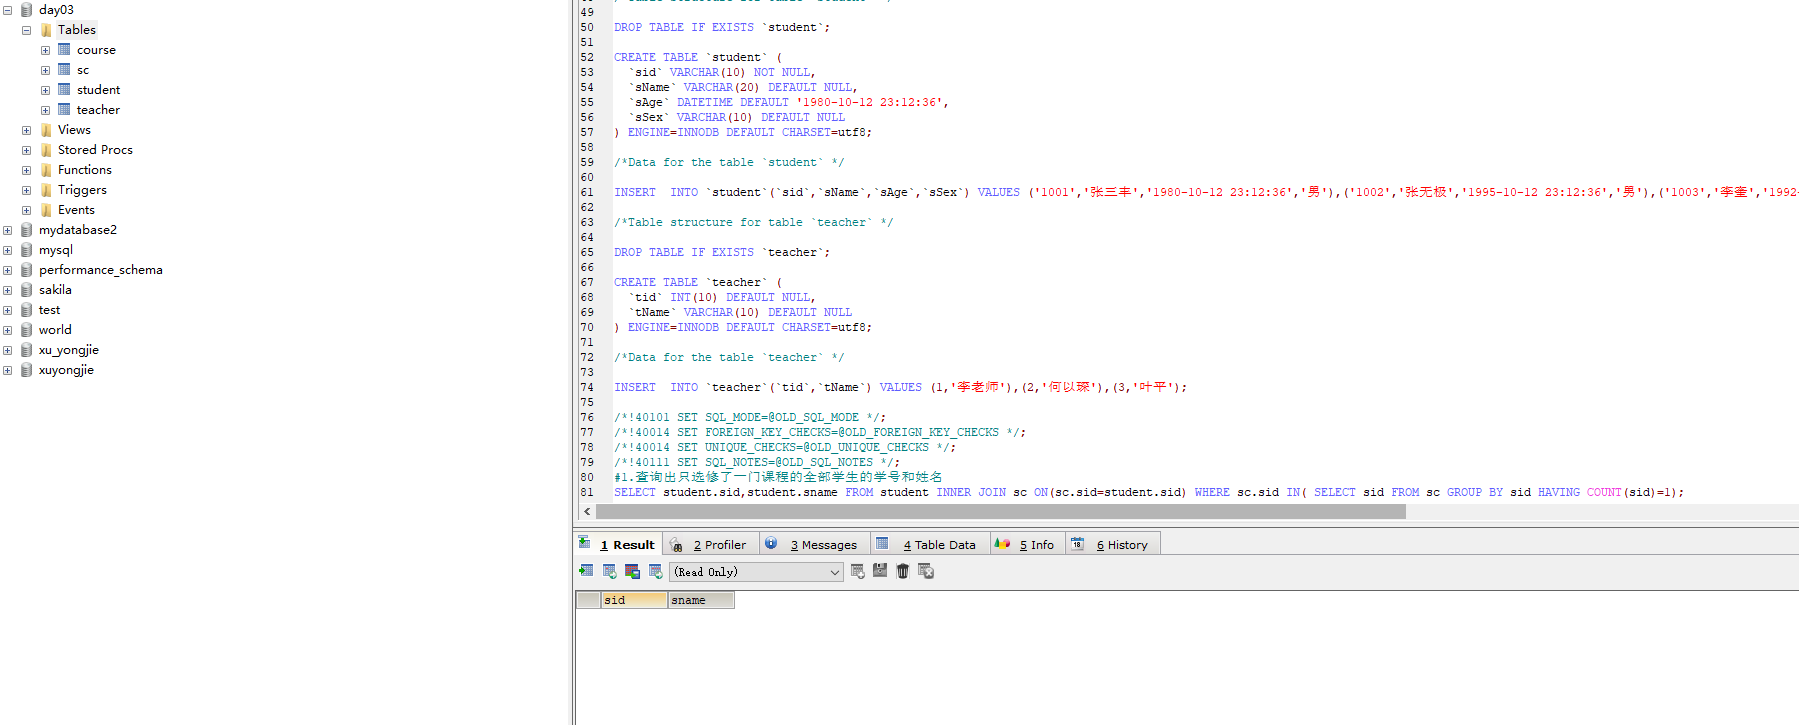 day03
Tables
course
sc
student
teacher
Views
Stored Procs
Functions
Triggers
Events
mydatabase2
mysql
performance_schema
sakila
test
world
xu_yongjie
xuyongjie
49
50 DROP TABLE IF EXISTS `student`;
51
52 CREATE TABLE `student` (
53 `sid` VARCHAR(10) NOT NULL,
54 `sName` VARCHAR(20) DEFAULT NULL,
55 `sAge` DATETIME DEFAULT '1980-10-12 23:12:36',
56 `sSex` VARCHAR(10) DEFAULT NULL
57 ) ENGINE=INNODB DEFAULT CHARSET=utf8;
58
59 /*Data for the table `student` */
60
61 INSERT  INTO `student`(`sid`,`sName`,`sAge`,`sSex`) VALUES ('1001','张三丰','1980-10-12 23:12:36','男'),('1002','张无极','1995-10-12 23:12:36','男'),('1003','李奎','1992-
62
63 /*Table structure for table `teacher` */
64
65 DROP TABLE IF EXISTS `teacher`;
66
67 CREATE TABLE `teacher` (
68 `tid` INT(10) DEFAULT NULL,
69 `tName` VARCHAR(10) DEFAULT NULL
70 ) ENGINE=INNODB DEFAULT CHARSET=utf8;
71
72 /*Data for the table `teacher` */
73
74 INSERT  INTO `teacher`(`tid`,`tName`) VALUES (1,'李老师'),(2,'何以琛'),(3,'叶平');
75
76 /*!40101 SET SQL_MODE=@OLD_SQL_MODE */;
77 /*!40014 SET FOREIGN_KEY_CHECKS=@OLD_FOREIGN_KEY_CHECKS */;
78 /*!40014 SET UNIQUE_CHECKS=@OLD_UNIQUE_CHECKS */;
79 /*!40111 SET SQL_NOTES=@OLD_SQL_NOTES */;
80 #1.查询出只选修了一门课程的全部学生的学号和姓名
81 SELECT student.sid,student.sname FROM student INNER JOIN sc ON(sc.sid=student.sid) WHERE sc.sid IN( SELECT sid FROM sc GROUP BY sid HAVING COUNT(sid)=1);
1 Result 2 Profiler 3 Messages 4 Table Data 5 Info 6 History
(Read Only)
sid sname